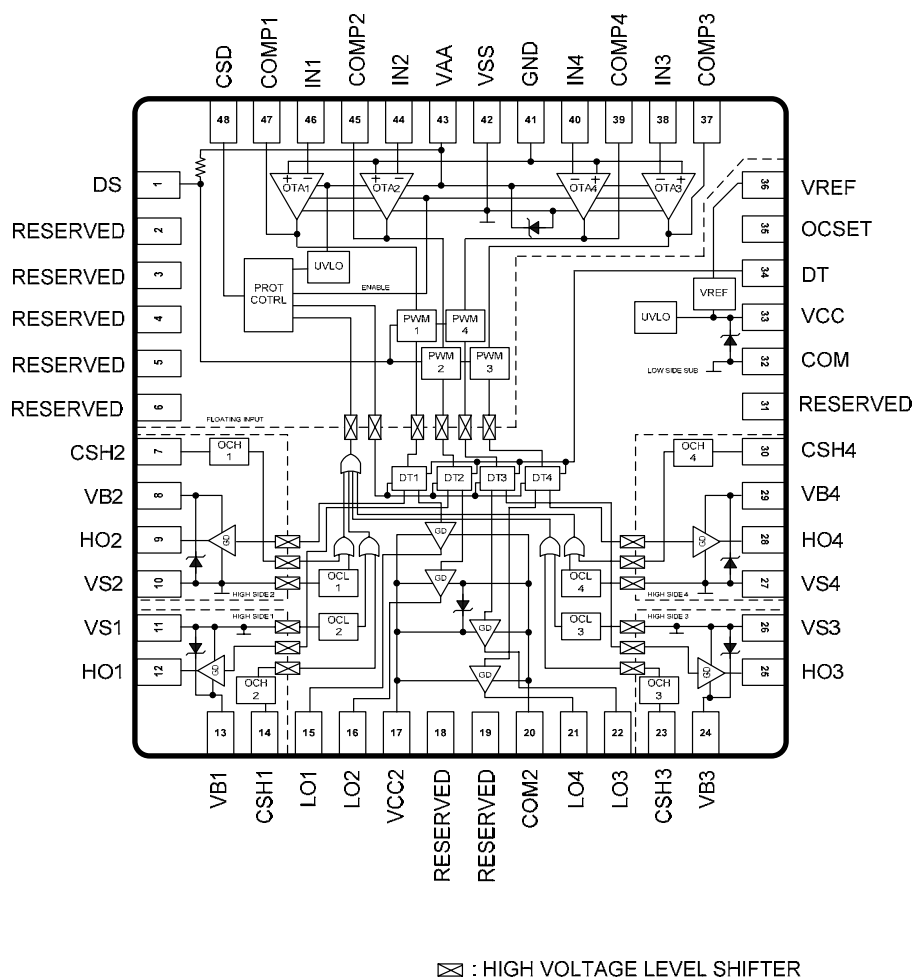 CSD
COMP1
IN1
COMP2
IN2
VAA
VSS
GND
IN4
COMP4
IN3
COMP3
48
47
46
45
44
43
42
41
40
39
38
37
DS
1
RESERVED
2
RESERVED
3
RESERVED
4
RESERVED
5
RESERVED
6
CSH2
7
VB2
8
HO2
9
VS2
10
VS1
11
HO1
12
36
VREF
35
OCSET
34
DT
33
VCC
32
COM
31
RESERVED
30
CSH4
29
VB4
28
HO4
27
VS4
26
VS3
25
HO3
+ −
OTA1
+ −
OTA2
− +
OTA4
− +
OTA3
UVLO
PROT
COTRL
ENABLE
PWM
1
PWM
4
PWM
2
PWM
3
VREF
UVLO
LOW SIDE SUB
FLOATING INPUT
OCH
1
OCH
4
DT1
DT2
DT3
DT4
GD
GD
GD
GD
GD
GD
GD
GD
OCL
1
OCL
4
HIGH SIDE 2
HIGH SIDE 4
HIGH SIDE 1
HIGH SIDE 3
OCL
2
OCL
3
OCH
2
OCH
3
13
14
15
16
17
18
19
20
21
22
23
24
VB1
CSH1
LO1
LO2
VCC2
RESERVED
RESERVED
COM2
LO4
LO3
CSH3
VB3
: HIGH VOLTAGE LEVEL SHIFTER